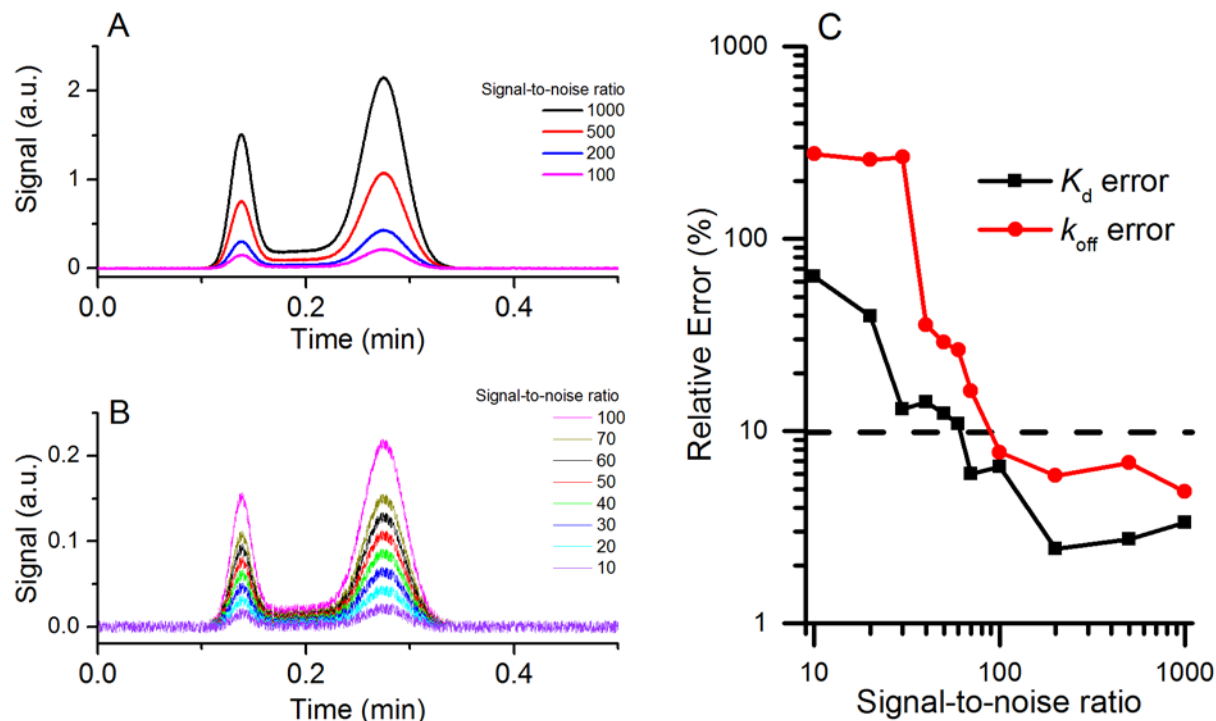 A
Signal (a.u.)
2
1
0
Signal-to-noise ratio
1000
500
200
100
0.0 0.2 0.4
Time (min)
B
Signal (a.u.)
0.2
0.1
0.0
Signal-to-noise ratio
100
70
60
50
40
30
20
10
0.0 0.2 0.4
Time (min)
C
Relative Error (%)
1000
100
10
1
Kd error
koff error
10 100 1000
Signal-to-noise ratio